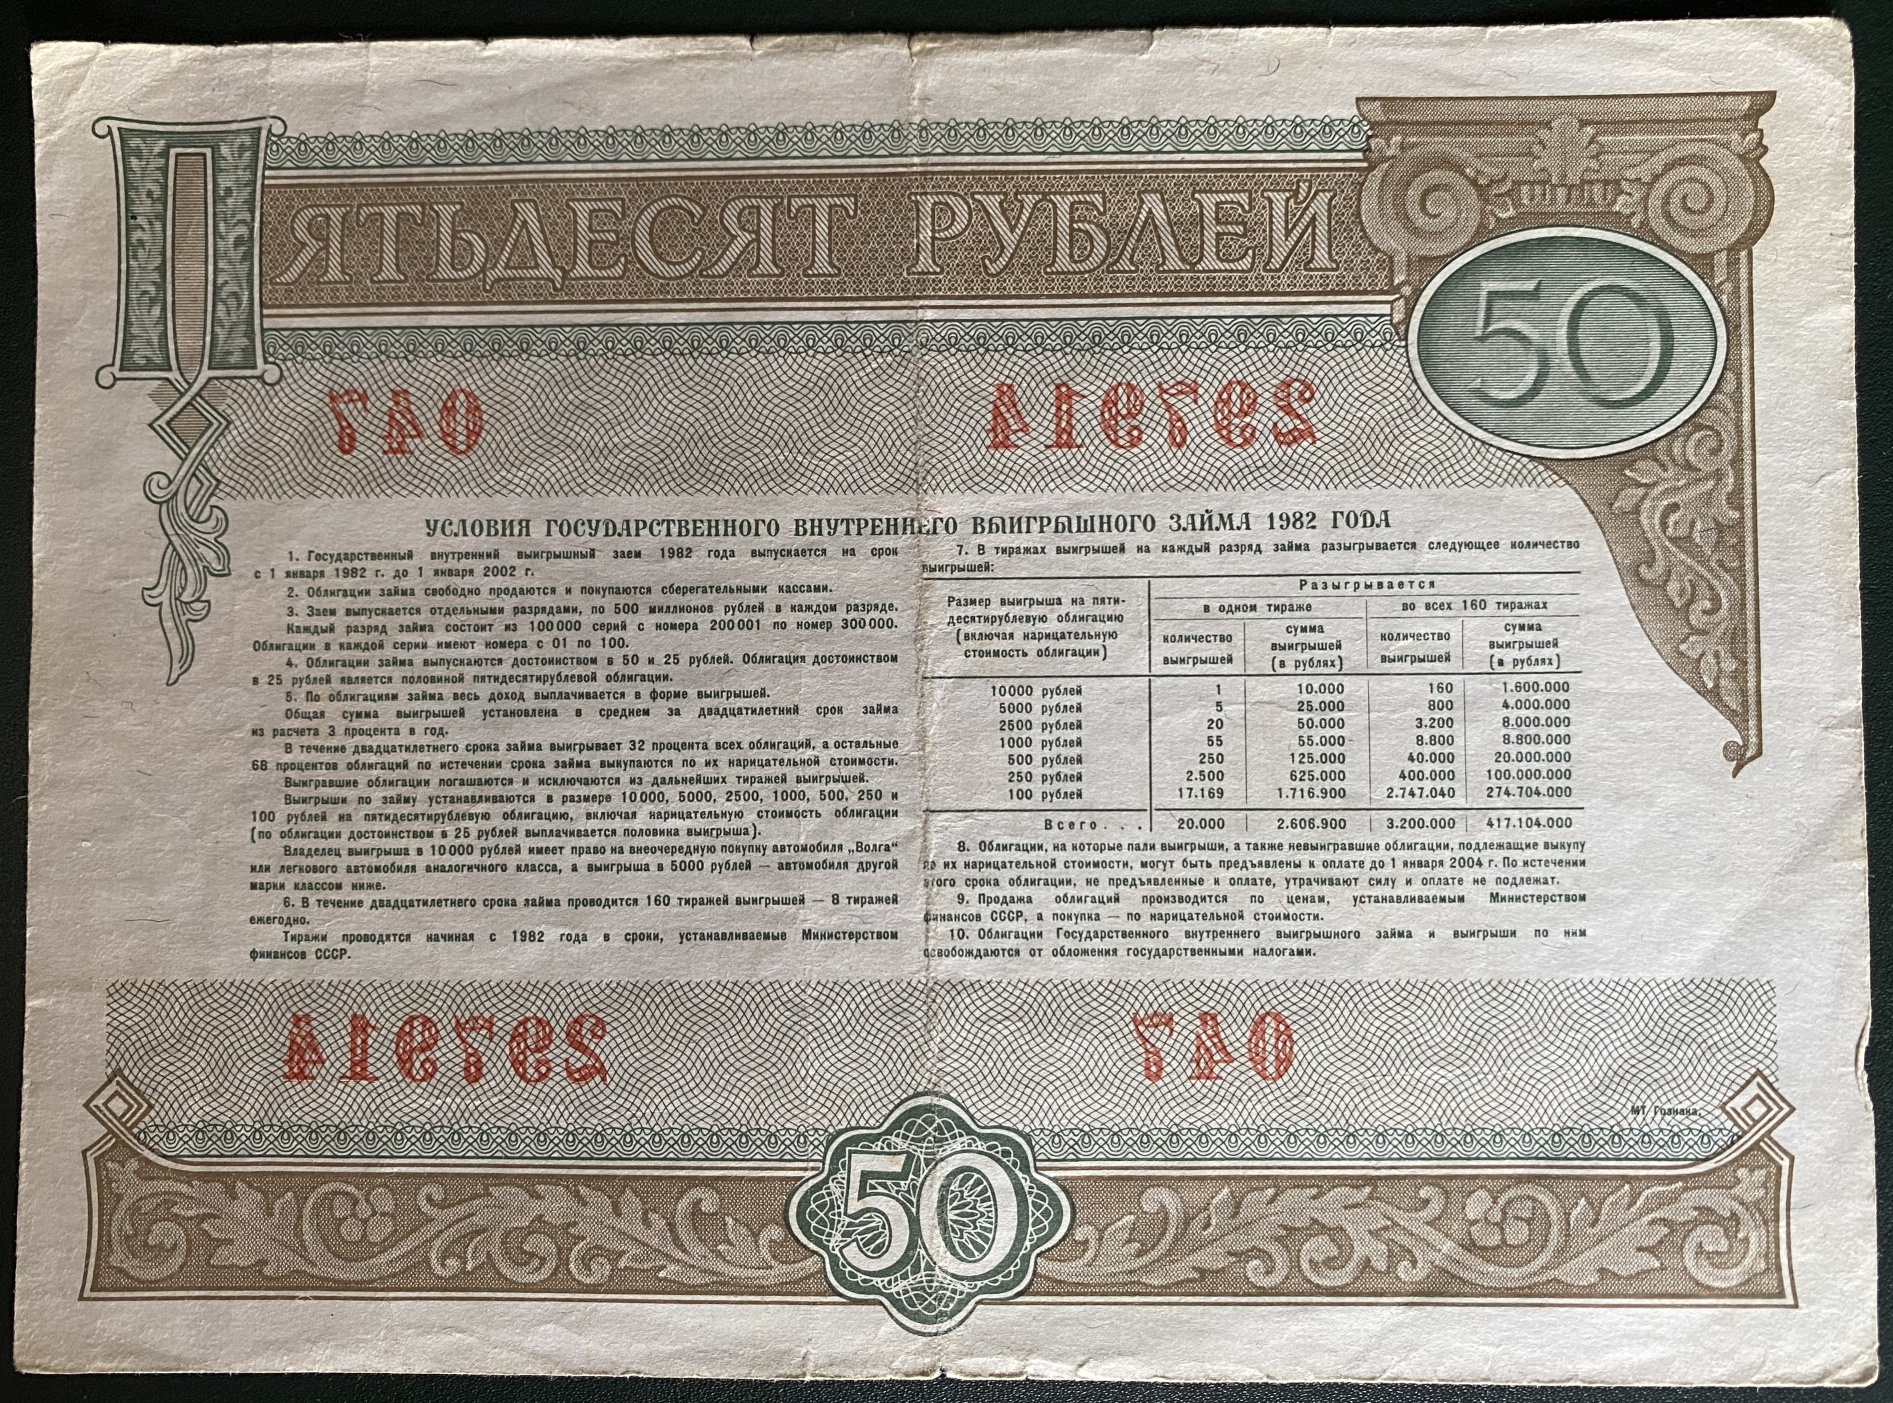 ПЯТЬДЕСЯТ РУБЛЕЙ
50
047 297914
УСЛОВИЯ ГОСУДАРСТВЕННОГО ВНУТРЕННЕГО ВЫИГРЫШНОГО ЗАЙМА 1982 ГОДА
1. Государственный внутренний выигрышный заем 1982 года выпускается на срок
с 1 января 1982 г. до 1 января 2002 г.
2. Облигации займа свободно продаются и покупаются сберегательными кассами.
3. Заем выпускается отдельными разрядами, по 500 миллионов рублей в каждом разряде.
Каждый разряд займа состоит из 100000 серий с номера 200001 по номер 300000.
Облигации в каждой серии имеют номера с 01 по 100.
4. Облигации займа выпускаются достоинством в 50 и 25 рублей. Облигация достоинством
в 25 рублей является половиной пятидесятирублевой облигации.
5. По облигациям займа весь доход выплачивается в форме выигрышей.
Общая сумма выигрышей установлена в среднем за двадцатилетний срок займа
из расчета 3 процента в год.
В течение двадцатилетнего срока займа выигрывает 32 процента всех облигаций, а остальные
68 процентов облигаций по истечении срока займа выкупаются по их нарицательной стоимости.
Выигравшие облигации погашаются и исключаются из дальнейших тиражей выигрышей.
Выигрыши по займу устанавливаются в размере 10000, 5000, 2500, 1000, 500, 250 и
100 рублей на пятидесятирублевую облигацию, включая нарицательную стоимость облигации
(по облигации достоинством в 25 рублей выплачивается половина выигрыша).
Владелец выигрыша в 10000 рублей имеет право на внеочередную покупку автомобиля „Волга“
или легкового автомобиля аналогичного класса, а выигрыша в 5000 рублей — автомобиля другой
марки классом ниже.
6. В течение двадцатилетнего срока займа проводится 160 тиражей выигрышей — 8 тиражей
ежегодно.
Тиражи проводятся начиная с 1982 года в сроки, устанавливаемые Министерством
финансов СССР.
7. В тиражах выигрышей на каждый разряд займа разыгрывается следующее количество
выигрышей:
Размер выигрыша на пяти-
десятирублевую облигацию
(включая нарицательную
стоимость облигации)
Разыгрывается
в одном тираже во всех 160 тиражах
количество выигрышей
сумма выигрышей (в рублях)
количество выигрышей
сумма выигрышей (в рублях)
10000 рублей 1 10.000 160 1.600.000
5000 рублей 5 25.000 800 4.000.000
2500 рублей 20 50.000 3.200 8.000.000
1000 рублей 55 55.000 8.800 8.800.000
500 рублей 250 125.000 40.000 20.000.000
250 рублей 2.500 625.000 400.000 100.000.000
100 рублей 17.169 1.716.900 2.747.040 274.704.000
Всего... 20.000 2.606.900 3.200.000 417.104.000
8. Облигации, на которые пали выигрыши, а также невыигравшие облигации, подлежащие выкупу
по их нарицательной стоимости, могут быть предъявлены к оплате до 1 января 2004 г. По истечении
этого срока облигации, не предъявленные к оплате, утрачивают силу и оплате не подлежат.
9. Продажа облигаций производится по ценам, устанавливаемым Министерством
финансов СССР, а покупка — по нарицательной стоимости.
10. Облигации Государственного внутреннего выигрышного займа и выигрыши по ним
освобождаются от обложения государственными налогами.
297914 047
МТ Гознака.
50